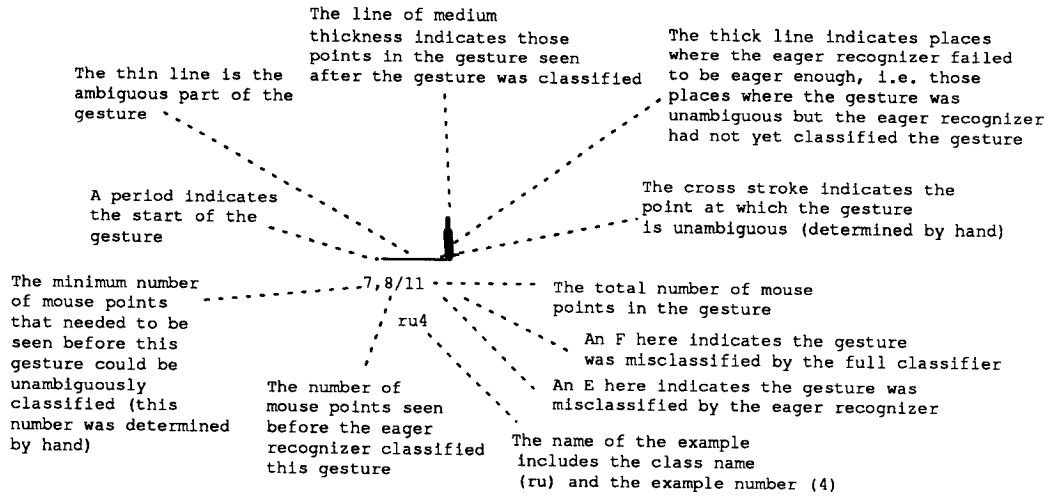 The line of medium
thickness indicates those
points in the gesture seen
after the gesture was classified
The thick line indicates places
where the eager recognizer failed
to be eager enough, i.e. those
places where the gesture was
unambiguous but the eager recognizer
had not yet classified the gesture
The thin line is the
ambiguous part of the
gesture
A period indicates
the start of the
gesture
The cross stroke indicates the
point at which the gesture
is unambiguous (determined by hand)
The minimum number
of mouse points
that needed to be
seen before this
gesture could be
unambiguously
classified (this
number was determined
by hand)
7,8/11
ru4
The total number of mouse
points in the gesture
An F here indicates the gesture
was misclassified by the full classifier
An E here indicates the gesture was
misclassified by the eager recognizer
The number of
mouse points seen
before the eager
recognizer classified
this gesture
The name of the example
includes the class name
(ru) and the example number (4)